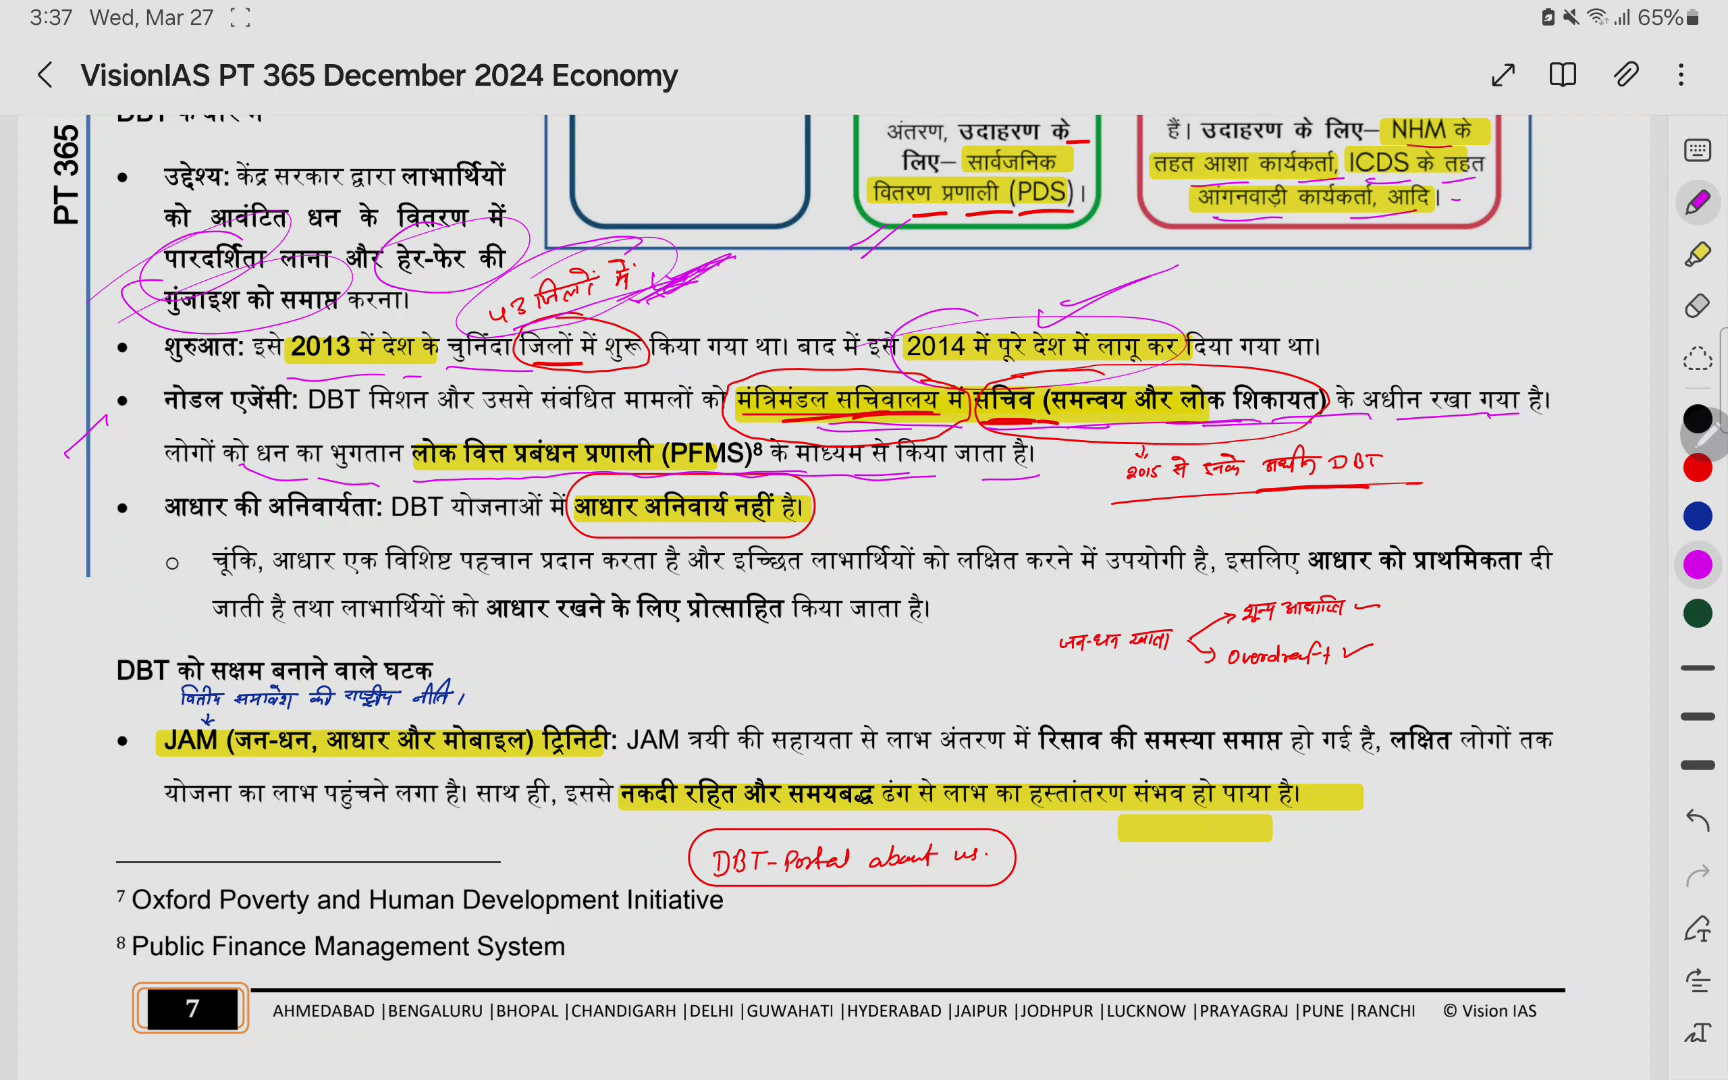 3:37 Wed, Mar 27
65%
VisionIAS PT 365 December 2024 Economy
PT 365
DBT के बारे में
अंतरण, उदाहरण के
लिए– सार्वजनिक
वितरण प्रणाली (PDS)।
हैं। उदाहरण के लिए– NHM के
तहत आशा कार्यकर्ता, ICDS के तहत
आंगनवाड़ी कार्यकर्ता, आदि।
• उद्देश्य: केंद्र सरकार द्वारा लाभार्थियों
को आवंटित धन के वितरण में
पारदर्शिता लाना और हेर-फेर की
गुंजाइश को समाप्त करना।
43 जिलों में
• शुरुआत: इसे 2013 में देश के चुनिंदा जिलों में शुरू किया गया था। बाद में इसे 2014 में पूरे देश में लागू कर दिया गया था।
• नोडल एजेंसी: DBT मिशन और उससे संबंधित मामलों को मंत्रिमंडल सचिवालय में सचिव (समन्वय और लोक शिकायत) के अधीन रखा गया है।
लोगों को धन का भुगतान लोक वित्त प्रबंधन प्रणाली (PFMS)⁸ के माध्यम से किया जाता है।
2015 से इनके अधीन DBT
• आधार की अनिवार्यता: DBT योजनाओं में आधार अनिवार्य नहीं है।
○ चूंकि, आधार एक विशिष्ट पहचान प्रदान करता है और इच्छित लाभार्थियों को लक्षित करने में उपयोगी है, इसलिए आधार को प्राथमिकता दी
जाती है तथा लाभार्थियों को आधार रखने के लिए प्रोत्साहित किया जाता है।
जन-धन खाता
शून्य
Overdraft
DBT को सक्षम बनाने वाले घटक
वित्तीय समावेश की राष्ट्रीय नीति।
• JAM (जन-धन, आधार और मोबाइल) ट्रिनिटी: JAM त्रयी की सहायता से लाभ अंतरण में रिसाव की समस्या समाप्त हो गई है, लक्षित लोगों तक
योजना का लाभ पहुंचने लगा है। साथ ही, इससे नकदी रहित और समयबद्ध ढंग से लाभ का हस्तांतरण संभव हो पाया है।
DBT-Portal about us.
⁷ Oxford Poverty and Human Development Initiative
⁸ Public Finance Management System
7
AHMEDABAD |BENGALURU |BHOPAL |CHANDIGARH |DELHI |GUWAHATI |HYDERABAD |JAIPUR |JODHPUR |LUCKNOW |PRAYAGRAJ |PUNE |RANCHI © Vision IAS